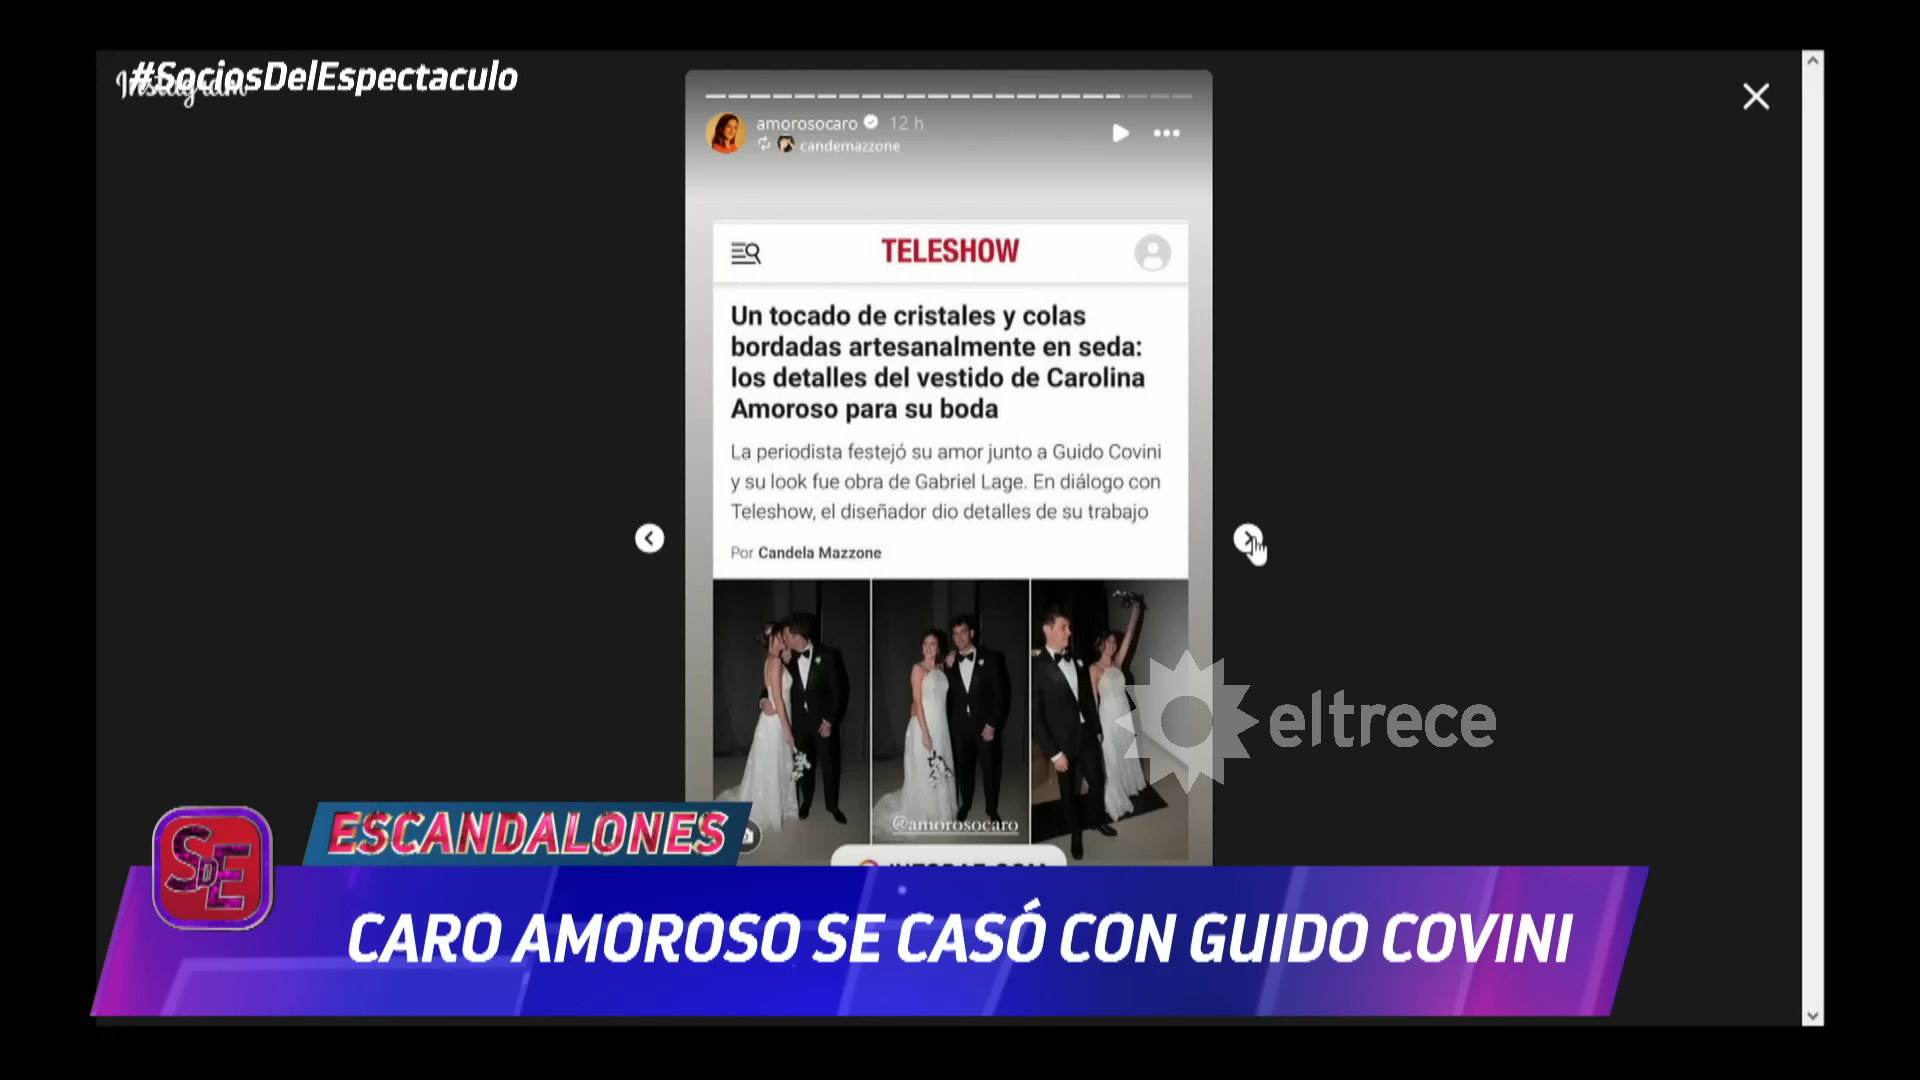 Instagram
#SociosDelEspectaculo
amorosocaro 12 h
candemazzone
TELESHOW
Un tocado de cristales y colas
bordadas artesanalmente en seda:
los detalles del vestido de Carolina
Amoroso para su boda
La periodista festejó su amor junto a Guido Covini
y su look fue obra de Gabriel Lage. En diálogo con
Teleshow, el diseñador dio detalles de su trabajo
Por Candela Mazzone
@amorosocaro
eltrece
SDE
ESCANDALONES
CARO AMOROSO SE CASÓ CON GUIDO COVINI